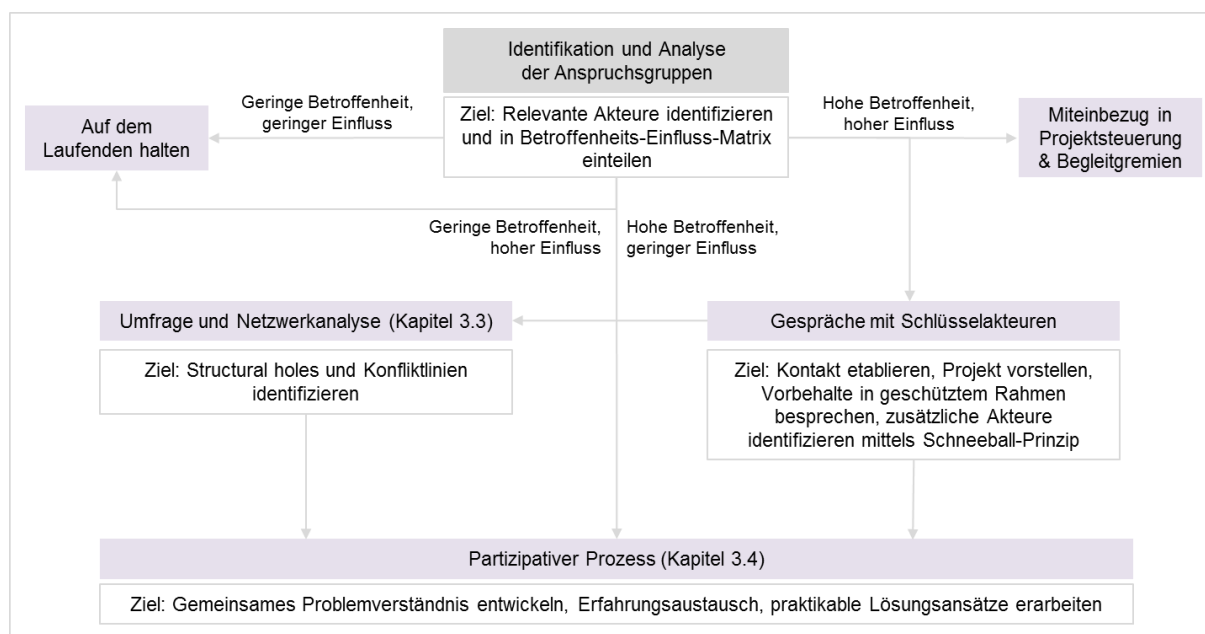 Identifikation und Analyse
der Anspruchsgruppen
Ziel: Relevante Akteure identifizieren
und in Betroffenheits-Einfluss-Matrix
einteilen
Geringe Betroffenheit,
geringer Einfluss
Auf dem
Laufenden halten
Hohe Betroffenheit,
hoher Einfluss
Miteinbezug in
Projektsteuerung
& Begleitgremien
Geringe Betroffenheit,
hoher Einfluss
Hohe Betroffenheit,
geringer Einfluss
Umfrage und Netzwerkanalyse (Kapitel 3.3)
Ziel: Structural holes und Konfliktlinien
identifizieren
Gespräche mit Schlüsselakteuren
Ziel: Kontakt etablieren, Projekt vorstellen,
Vorbehalte in geschütztem Rahmen
besprechen, zusätzliche Akteure
identifizieren mittels Schneeball-Prinzip
Partizipativer Prozess (Kapitel 3.4)
Ziel: Gemeinsames Problemverständnis entwickeln, Erfahrungsaustausch, praktikable Lösungsansätze erarbeiten